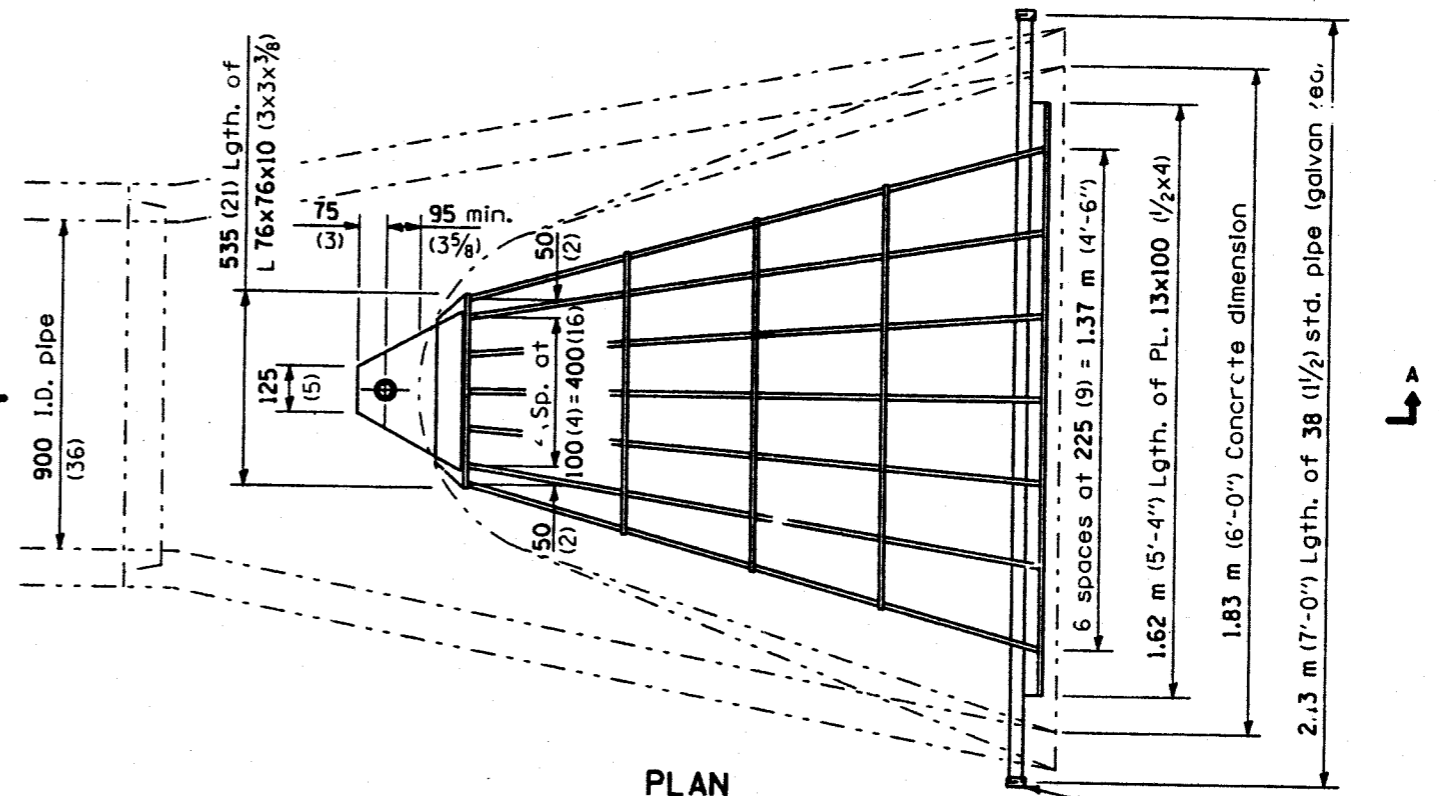 900 I.D. pipe
(36)
535 (21) Lgth. of
L 76x76x10 (3x3x3/8)
75
(3)
95 min.
(3 5/8)
125
(5)
50
(2)
Sp. at
100 (4) = 400 (16)
50
(2)
6 spaces at 225 (9) = 1.37 m (4'-6")
1.62 m (5'-4") Lgth. of PL. 13x100 (1/2x4)
1.83 m (6'-0") Concrete dimension
2.13 m (7'-0") Lgth. of 38 (1 1/2) std. pipe (galvan
A
PLAN